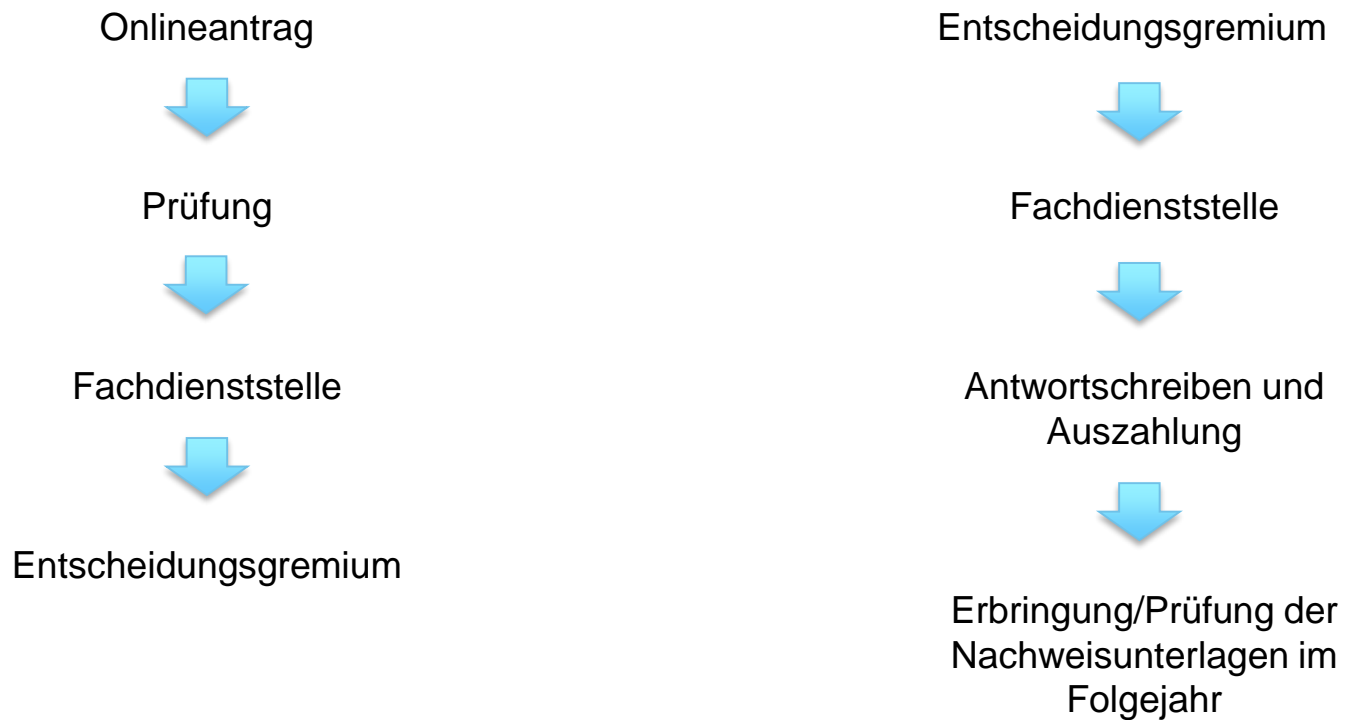 Onlineantrag
Prüfung
Fachdienststelle
Entscheidungsgremium
Entscheidungsgremium
Fachdienststelle
Antwortschreiben und
Auszahlung
Erbringung/Prüfung der
Nachweisunterlagen im
Folgejahr